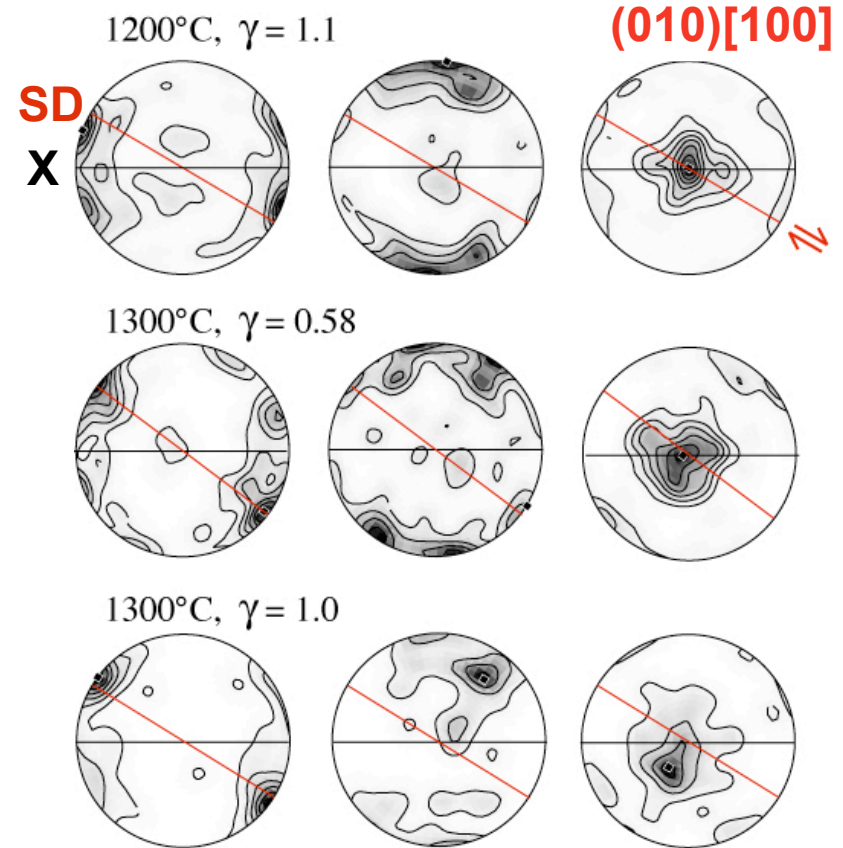 1200°C, γ = 1.1
(010)[100]
SD
X
1300°C, γ = 0.58
1300°C, γ = 1.0